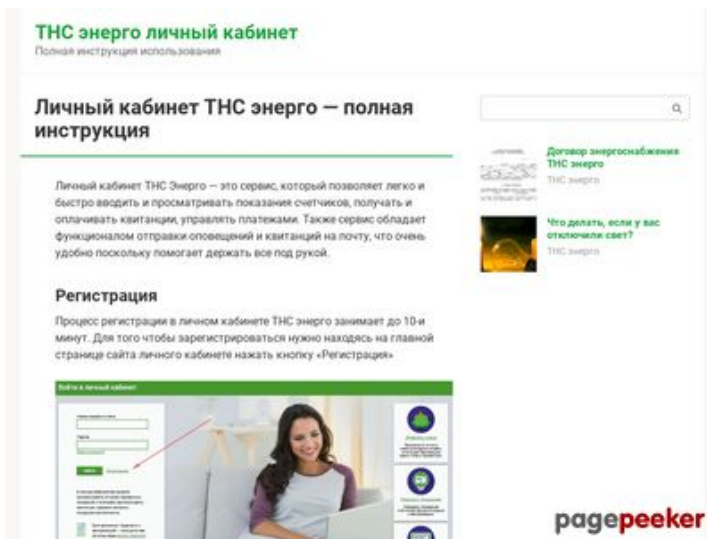 ТНС энерго личный кабинет
Полная инструкция использования
Личный кабинет ТНС энерго — полная
инструкция
Личный кабинет ТНС Энерго — это сервис, который позволяет легко и
быстро вводить и просматривать показания счетчиков, получать и
оплачивать квитанции, управлять платежами. Также сервис обладает
функционалом отправки оповещений и квитанций на почту, что очень
удобно поскольку помогает держать все под рукой.
Регистрация
Процесс регистрации в личном кабинете ТНС энерго занимает до 10-и
минут. Для того чтобы зарегистрироваться нужно находясь на главной
странице сайта личного кабинете нажать кнопку «Регистрация»
Войти в личный кабинет
Договор энергоснабжения
ТНС энерго
ТНС энерго
Что делать, если у вас
отключили свет?
ТНС энерго
pagepeeker